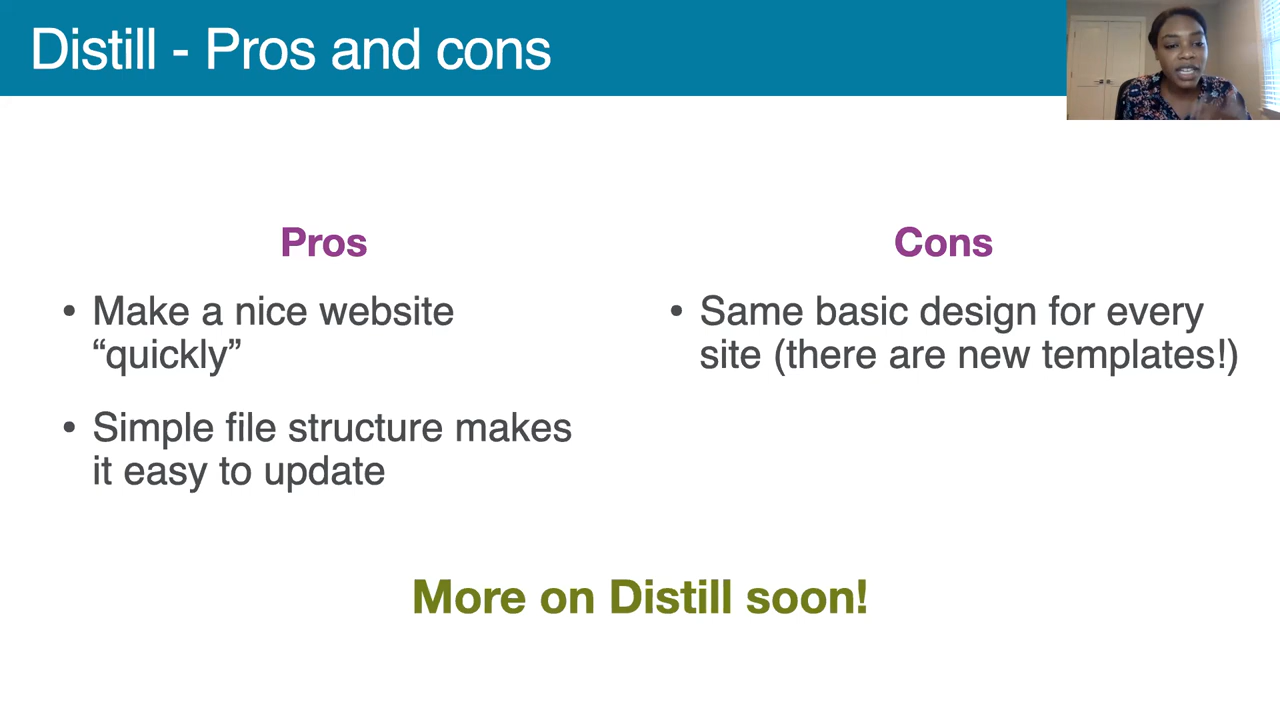 Distill - Pros and cons
Pros
• Make a nice website
“quickly”
• Simple file structure makes
it easy to update
Cons
• Same basic design for every
site (there are new templates!)
More on Distill soon!